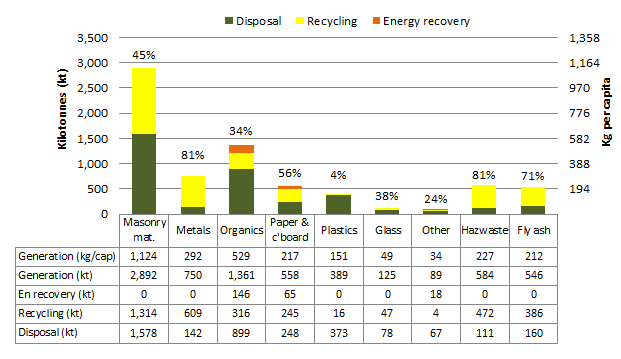 Disposal Recycling Energy recovery
3,500 1,358
45%
3,000 1,164
2,500 970
2,000 776
34%
1,500 582
81% 56% 4% 81% 71%
1,000 388
38% 24%
500 194
0
Kilotonnes (kt)
Kg per capita
Masonry mat. Metals Organics Paper & c'board Plastics Glass Other Hazwaste Fly ash
Generation (kg/cap) 1,124 292 529 217 151 49 34 227 212
Generation (kt) 2,892 750 1,361 558 389 125 89 584 546
En recovery (kt) 0 0 146 65 0 0 18 0 0
Recycling (kt) 1,314 609 316 245 16 47 4 472 386
Disposal (kt) 1,578 142 899 248 373 78 67 111 160